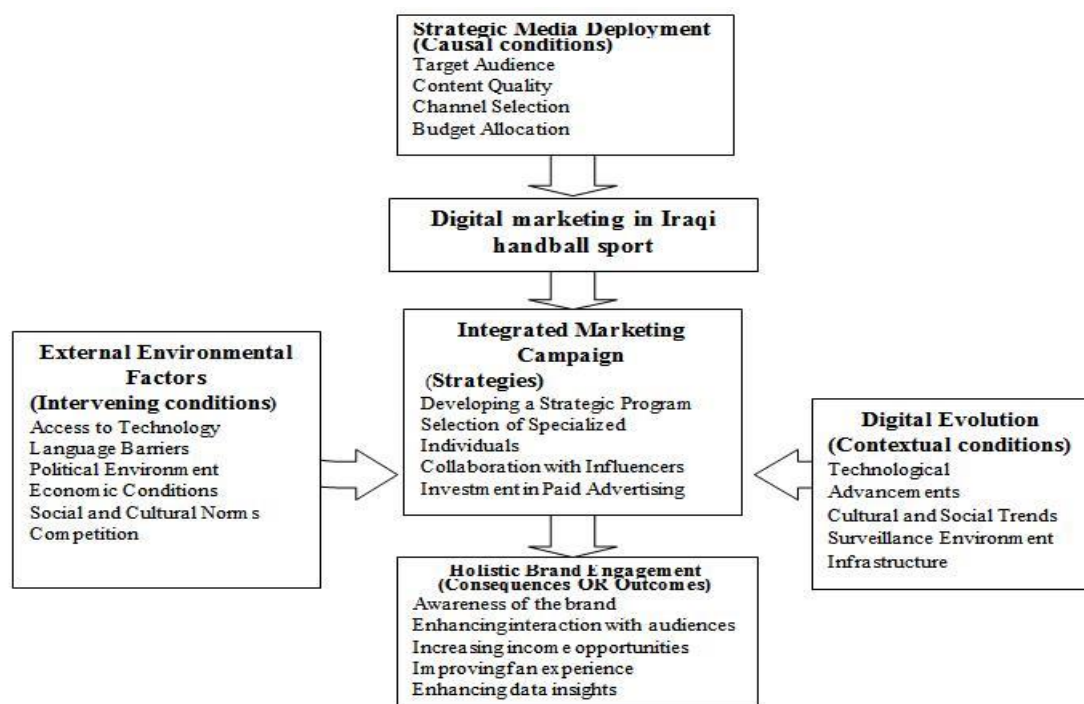 Strategic Media Deployment
(Causal conditions)
Target Audience
Content Quality
Channel Selection
Budget Allocation
Digital marketing in Iraqi
handball sport
Integrated Marketing
Campaign
(Strategies)
Developing a Strategic Program
Selection of Specialized
Individuals
Collaboration with Influencers
Investment in Paid Advertising
External Environmental
Factors
(Intervening conditions)
Access to Technology
Language Barriers
Political Environment
Economic Conditions
Social and Cultural Norms
Competition
Digital Evolution
(Contextual conditions)
Technological
Advancements
Cultural and Social Trends
Surveillance Environment
Infrastructure
Holistic Brand Engagement
(Consequences OR Outcomes)
Awareness of the brand
Enhancing interaction with audiences
Increasing income opportunities
Improving fan experience
Enhancing data insights